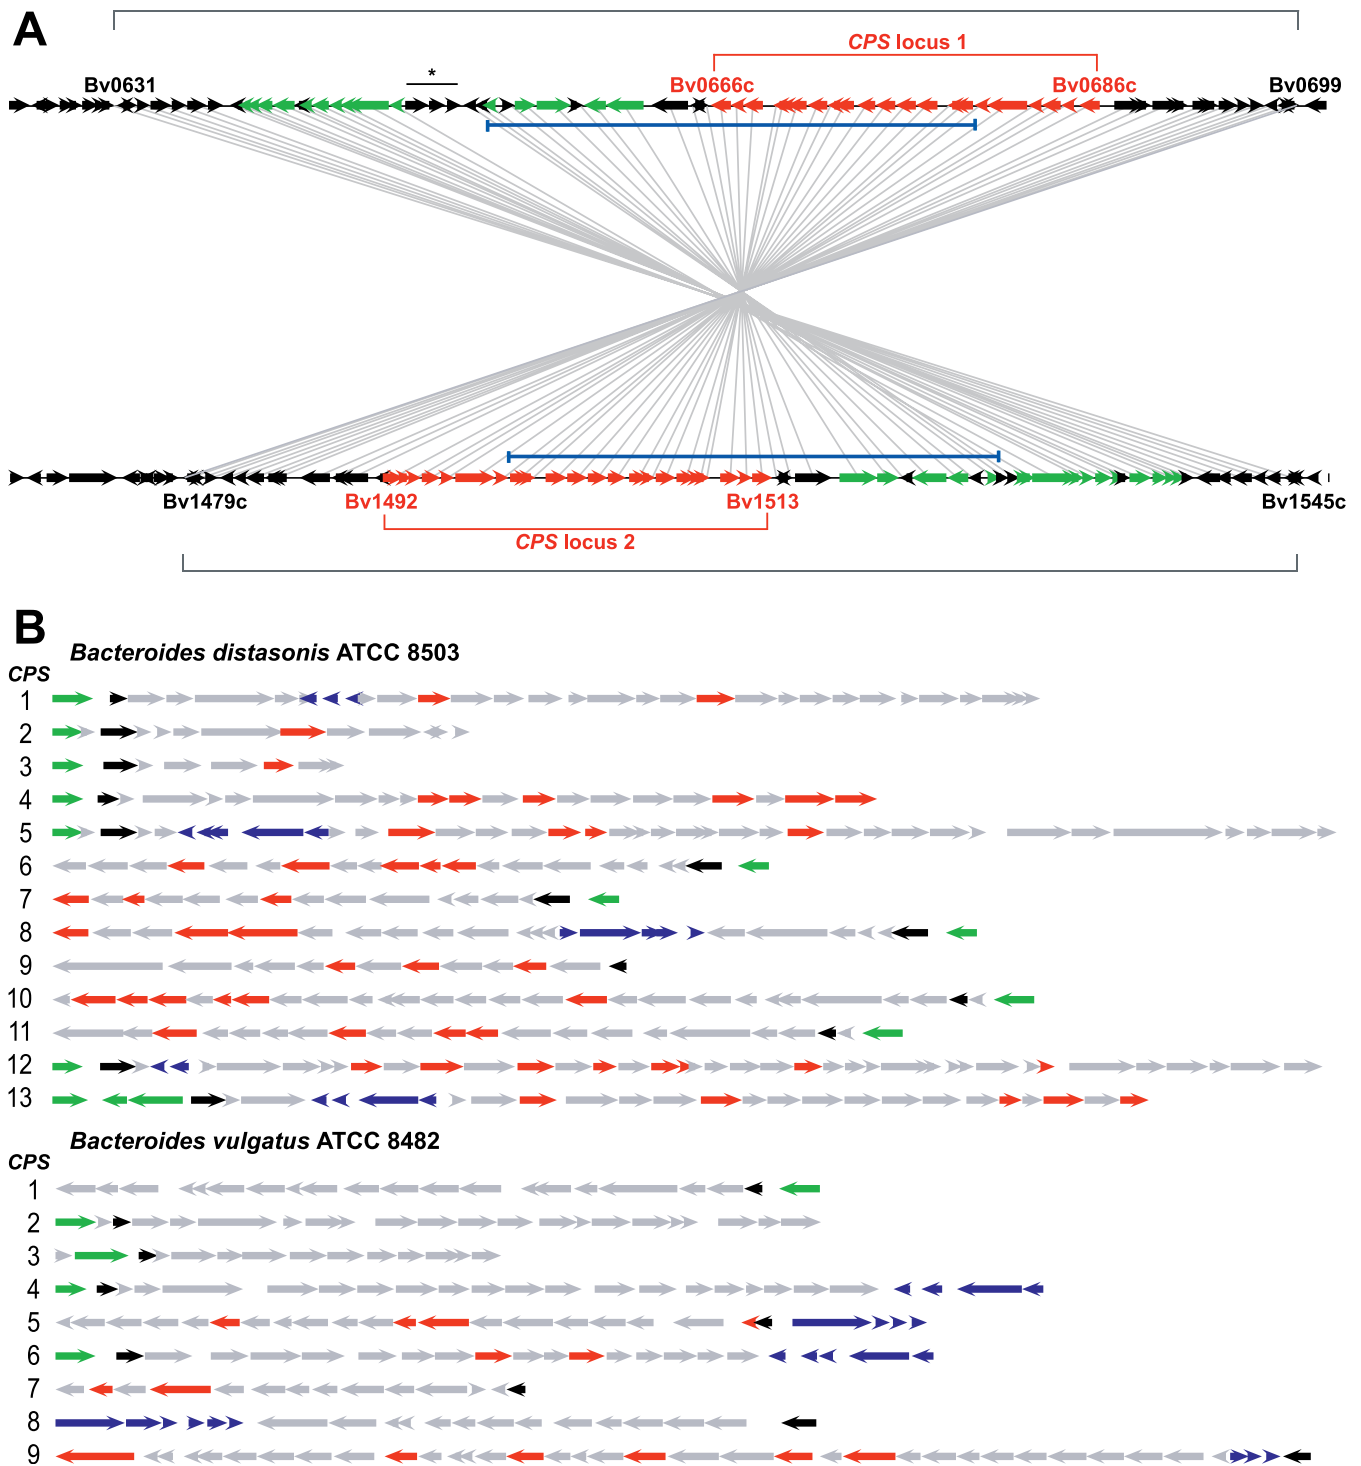 A
CPS locus 1
*
Bv0631
Bv0666c
Bv0686c
Bv0699
Bv1479c
Bv1492
Bv1513
Bv1545c
CPS locus 2
B
Bacteroides distasonis ATCC 8503
CPS
1
2
3
4
5
6
7
8
9
10
11
12
13
Bacteroides vulgatus ATCC 8482
CPS
1
2
3
4
5
6
7
8
9